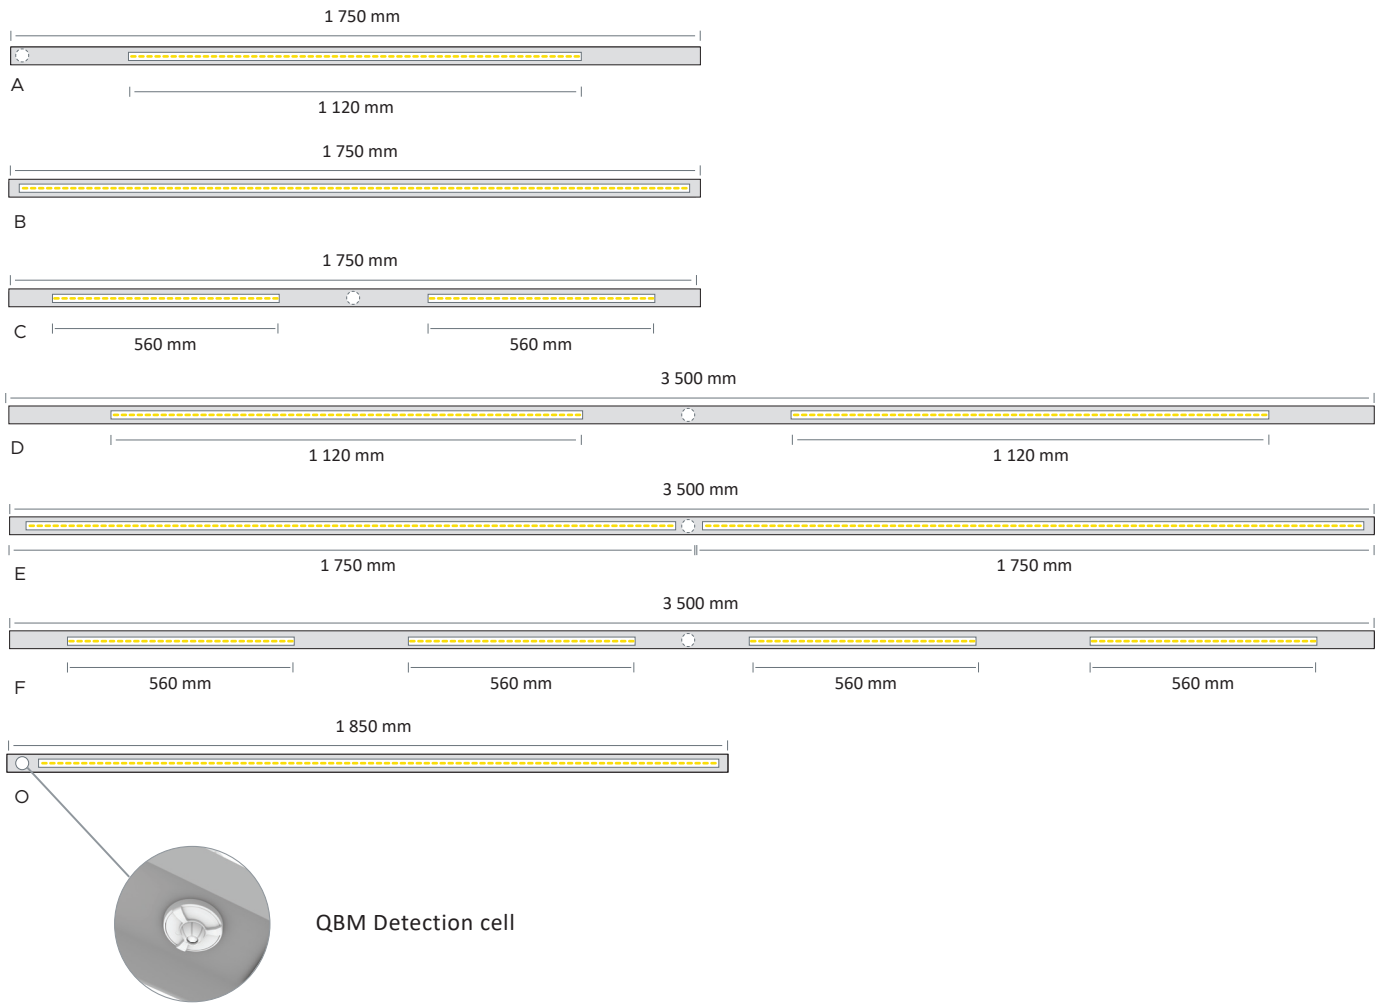 1 750 mm
A
1 120 mm
1 750 mm
B
1 750 mm
C
560 mm 560 mm
3 500 mm
D
1 120 mm 1 120 mm
3 500 mm
E
1 750 mm 1 750 mm
3 500 mm
F
560 mm 560 mm 560 mm 560 mm
1 850 mm
O
QBM Detection cell